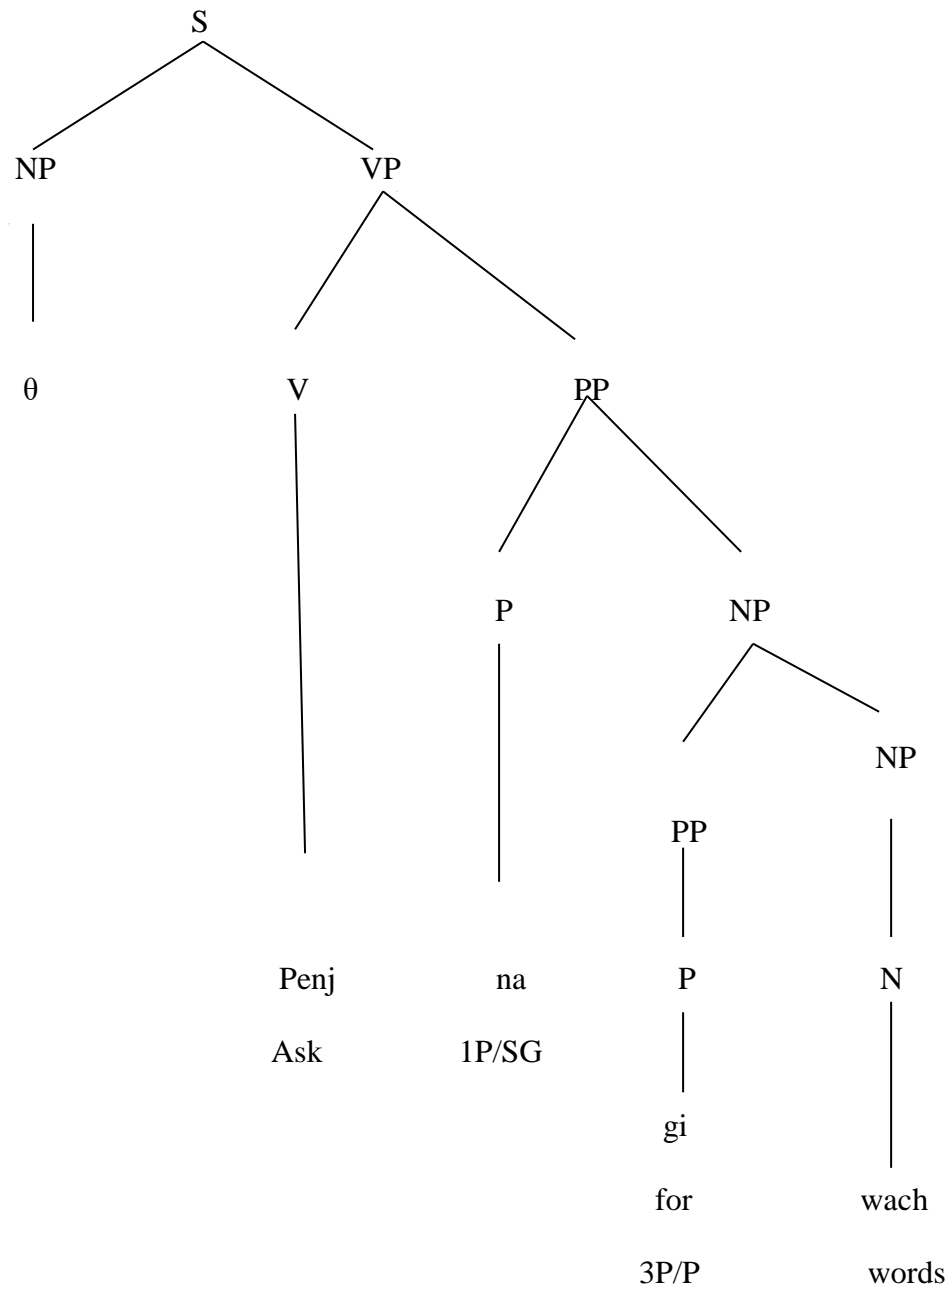 S
NP VP
θ V PP
P NP
NP
PP
Penj na P N
Ask 1P/SG
gi
for wach
3P/P words